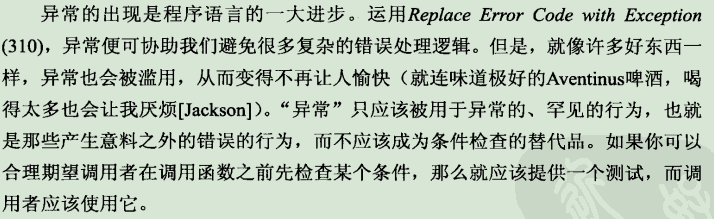 异常的出现是程序语言的一大进步。运用Replace Error Code with Exception
(310)，异常便可协助我们避免很多复杂的错误处理逻辑。但是，就像许多好东西一
样，异常也会被滥用，从而变得不再让人愉快（就连味道极好的Aventinus啤酒，喝
得太多也会让我厌烦[Jackson]）。“异常”只应该被用于异常的、罕见的行为，也就
是那些产生意料之外的错误的行为，而不应该成为条件检查的替代品。如果你可以
合理期望调用者在调用函数之前先检查某个条件，那么就应该提供一个测试，而调
用者应该使用它。